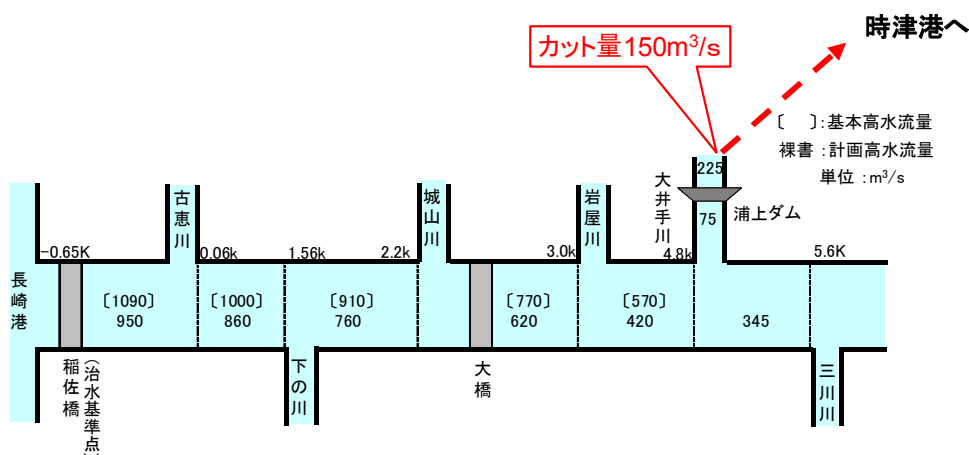 時津港へ
カット量150m³/s
〔　〕：基本高水流量
裸書：計画高水流量
単位：m³/s
225
大井手川
75
浦上ダム
古恵川
城山川
岩屋川
−0.65K
0.06k
1.56k
2.2k
3.0k
4.8k
5.6K
長崎港
〔1090〕
950
〔1000〕
860
〔910〕
760
〔770〕
620
〔570〕
420
345
稲佐橋
(治水基準点)
下の川
大橋
三川川